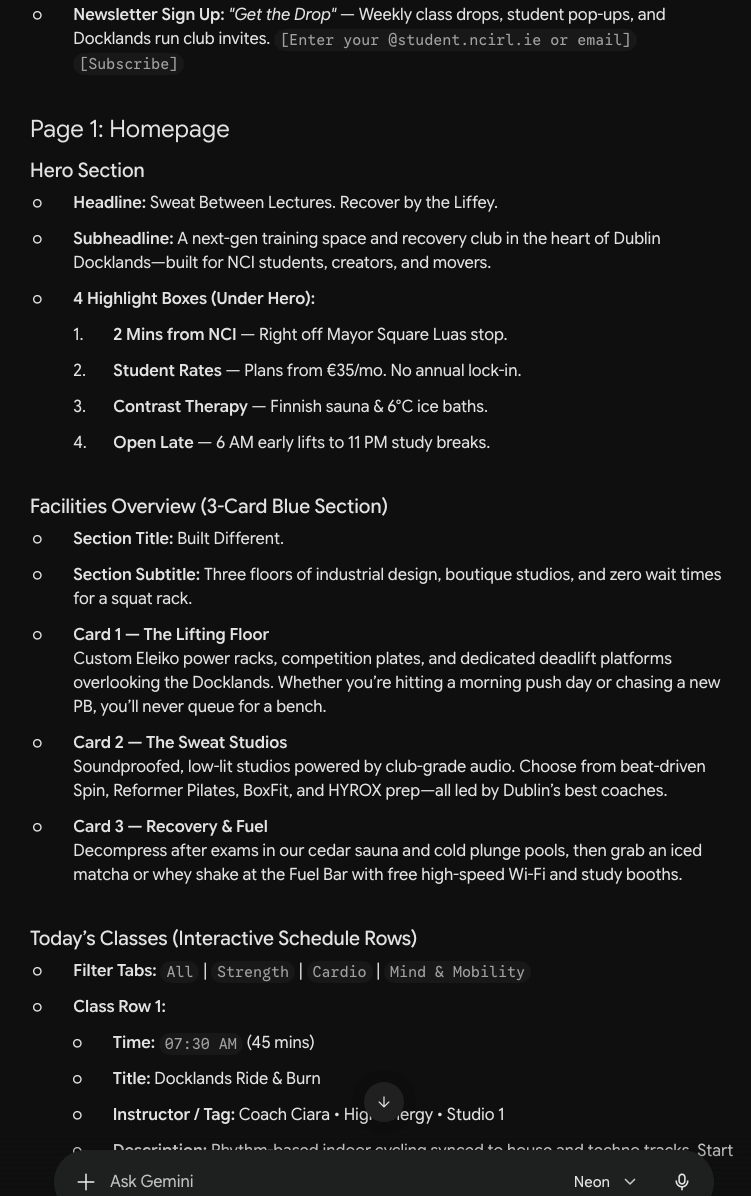 Newsletter Sign Up: "Get the Drop" — Weekly class drops, student pop-ups, and
Docklands run club invites. [Enter your @student.ncirl.ie or email]
[Subscribe]
Page 1: Homepage
Hero Section
Headline: Sweat Between Lectures. Recover by the Liffey.
Subheadline: A next-gen training space and recovery club in the heart of Dublin
Docklands—built for NCI students, creators, and movers.
4 Highlight Boxes (Under Hero):
1. 2 Mins from NCI — Right off Mayor Square Luas stop.
2. Student Rates — Plans from €35/mo. No annual lock-in.
3. Contrast Therapy — Finnish sauna & 6°C ice baths.
4. Open Late — 6 AM early lifts to 11 PM study breaks.
Facilities Overview (3-Card Blue Section)
Section Title: Built Different.
Section Subtitle: Three floors of industrial design, boutique studios, and zero wait times
for a squat rack.
Card 1 — The Lifting Floor
Custom Eleiko power racks, competition plates, and dedicated deadlift platforms
overlooking the Docklands. Whether you’re hitting a morning push day or chasing a new
PB, you’ll never queue for a bench.
Card 2 — The Sweat Studios
Soundproofed, low-lit studios powered by club-grade audio. Choose from beat-driven
Spin, Reformer Pilates, BoxFit, and HYROX prep—all led by Dublin’s best coaches.
Card 3 — Recovery & Fuel
Decompress after exams in our cedar sauna and cold plunge pools, then grab an iced
matcha or whey shake at the Fuel Bar with free high-speed Wi-Fi and study booths.
Today’s Classes (Interactive Schedule Rows)
Filter Tabs: All | Strength | Cardio | Mind & Mobility
Class Row 1:
Time: 07:30 AM (45 mins)
Title: Docklands Ride & Burn
Instructor / Tag: Coach Ciara • High Energy • Studio 1
Description: Rhythm-based indoor cycling synced to house and techno tracks. Start
Ask Gemini
Neon